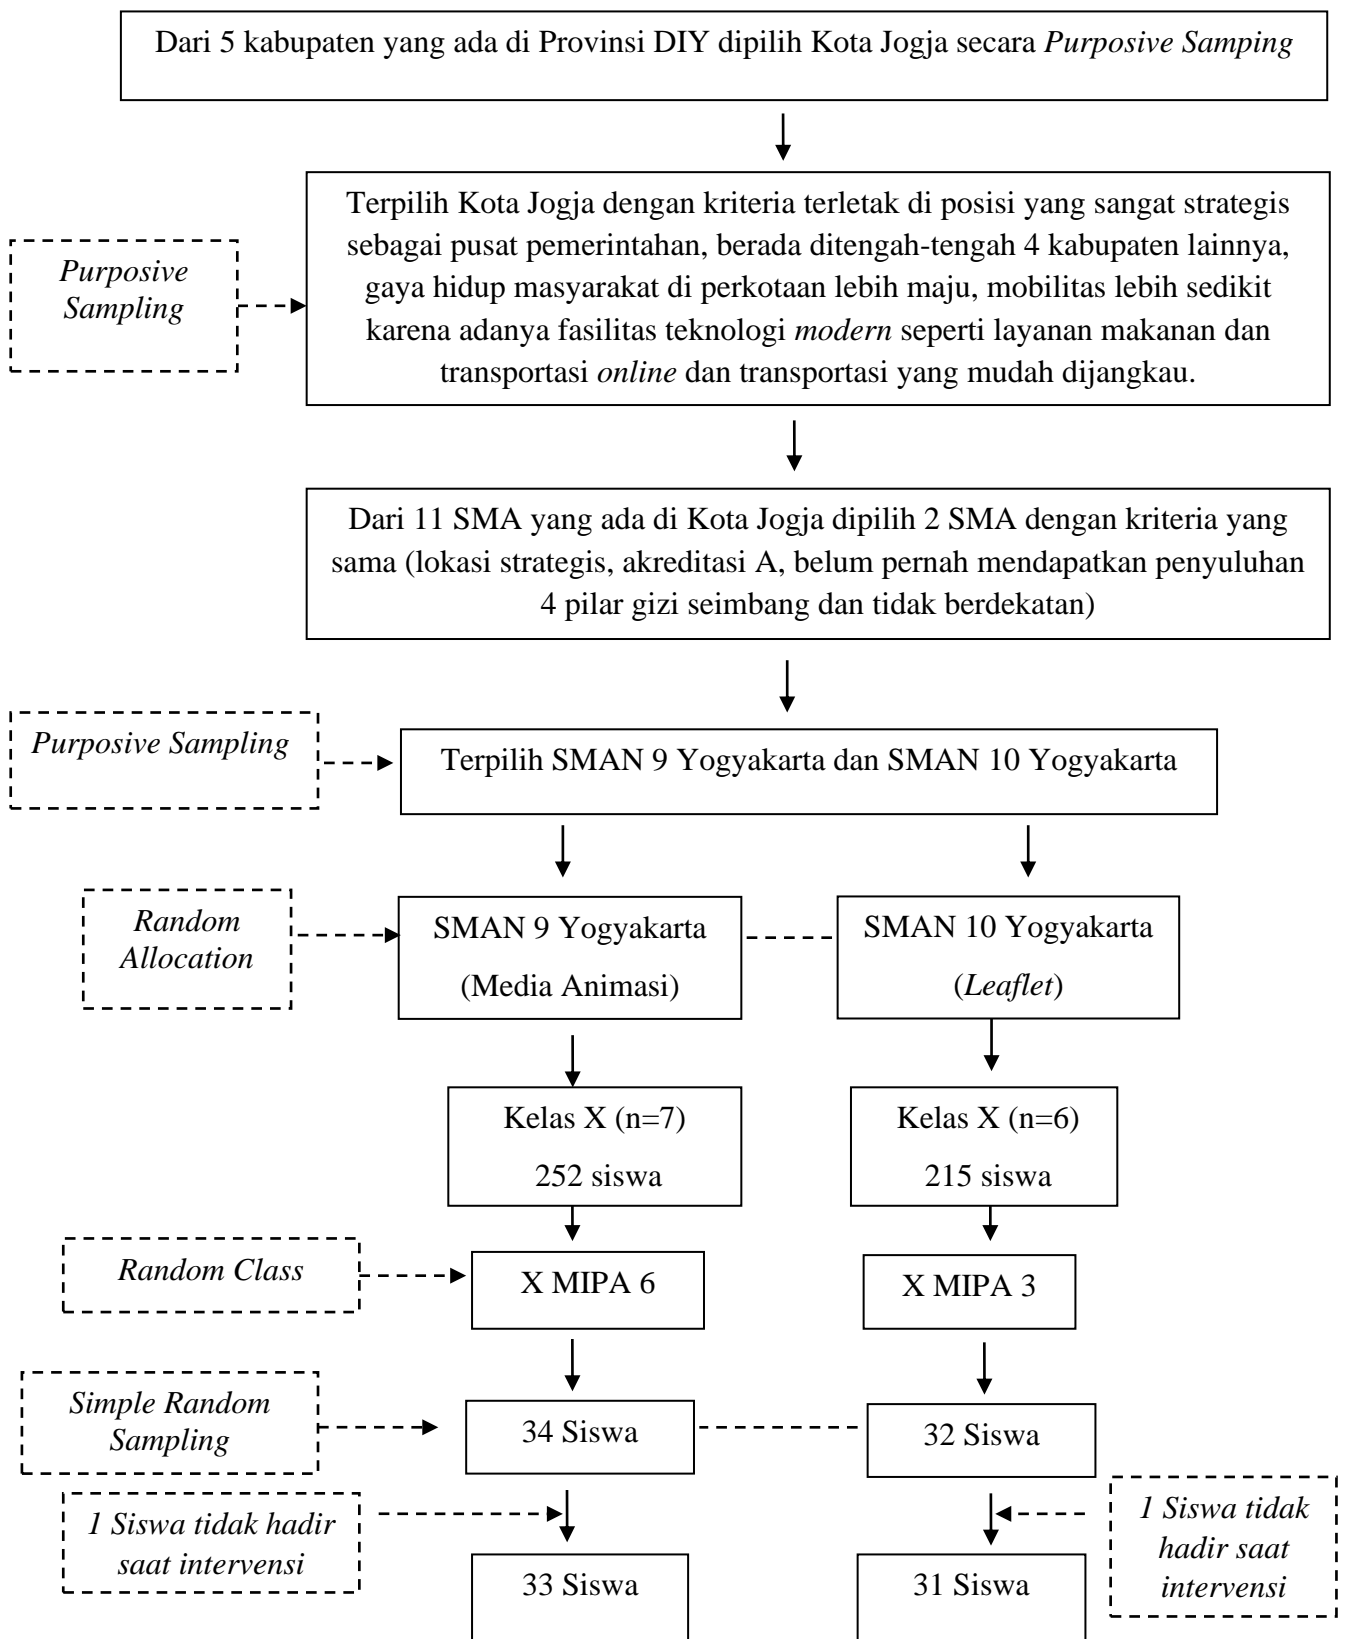 Dari 5 kabupaten yang ada di Provinsi DIY dipilih Kota Jogja secara Purposive Samping
Terpilih Kota Jogja dengan kriteria terletak di posisi yang sangat strategis
sebagai pusat pemerintahan, berada ditengah-tengah 4 kabupaten lainnya,
gaya hidup masyarakat di perkotaan lebih maju, mobilitas lebih sedikit
karena adanya fasilitas teknologi modern seperti layanan makanan dan
transportasi online dan transportasi yang mudah dijangkau.
Purposive
Sampling
Dari 11 SMA yang ada di Kota Jogja dipilih 2 SMA dengan kriteria yang
sama (lokasi strategis, akreditasi A, belum pernah mendapatkan penyuluhan
4 pilar gizi seimbang dan tidak berdekatan)
Purposive Sampling
Terpilih SMAN 9 Yogyakarta dan SMAN 10 Yogyakarta
Random
Allocation
SMAN 9 Yogyakarta
(Media Animasi)
SMAN 10 Yogyakarta
(Leaflet)
Kelas X (n=7)
252 siswa
Kelas X (n=6)
215 siswa
Random Class
X MIPA 6
X MIPA 3
Simple Random
Sampling
34 Siswa
32 Siswa
1 Siswa tidak hadir
saat intervensi
1 Siswa tidak
hadir saat
intervensi
33 Siswa
31 Siswa